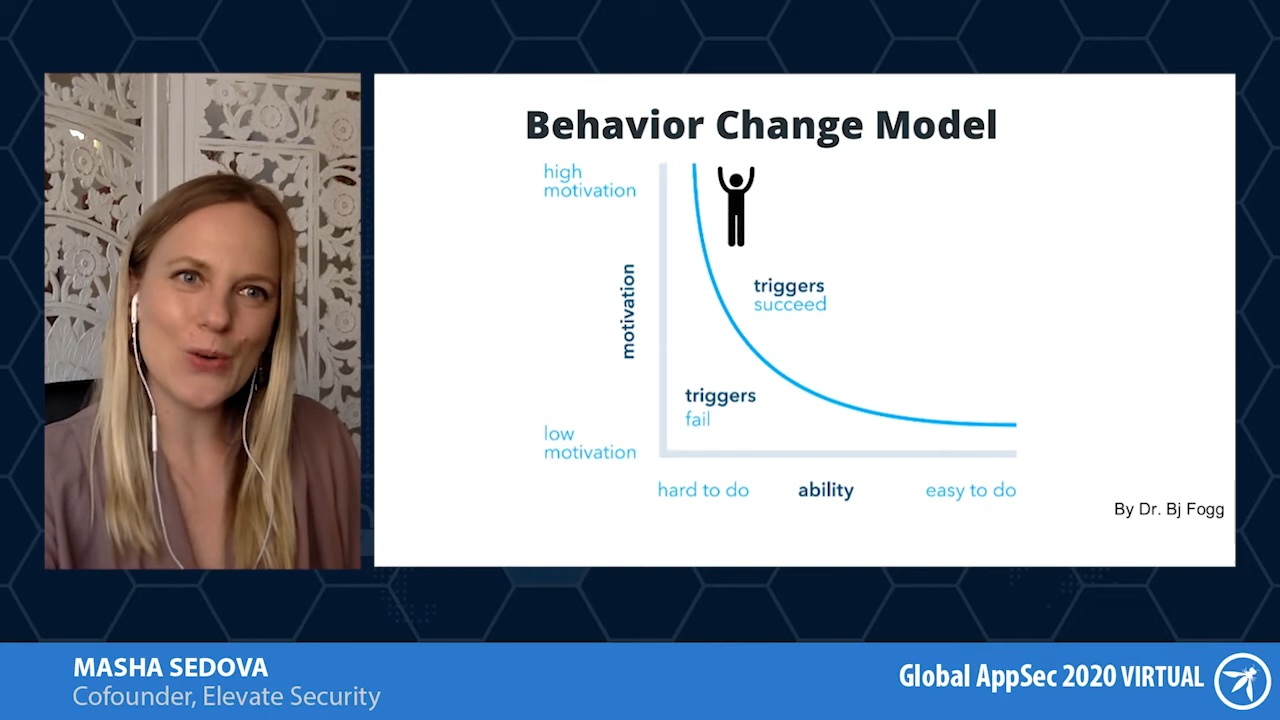 Behavior Change Model
high
motivation
motivation
triggers
succeed
triggers
fail
low
motivation
hard to do
ability
easy to do
By Dr. Bj Fogg
MASHA SEDOVA
Cofounder, Elevate Security
Global AppSec 2020 VIRTUAL